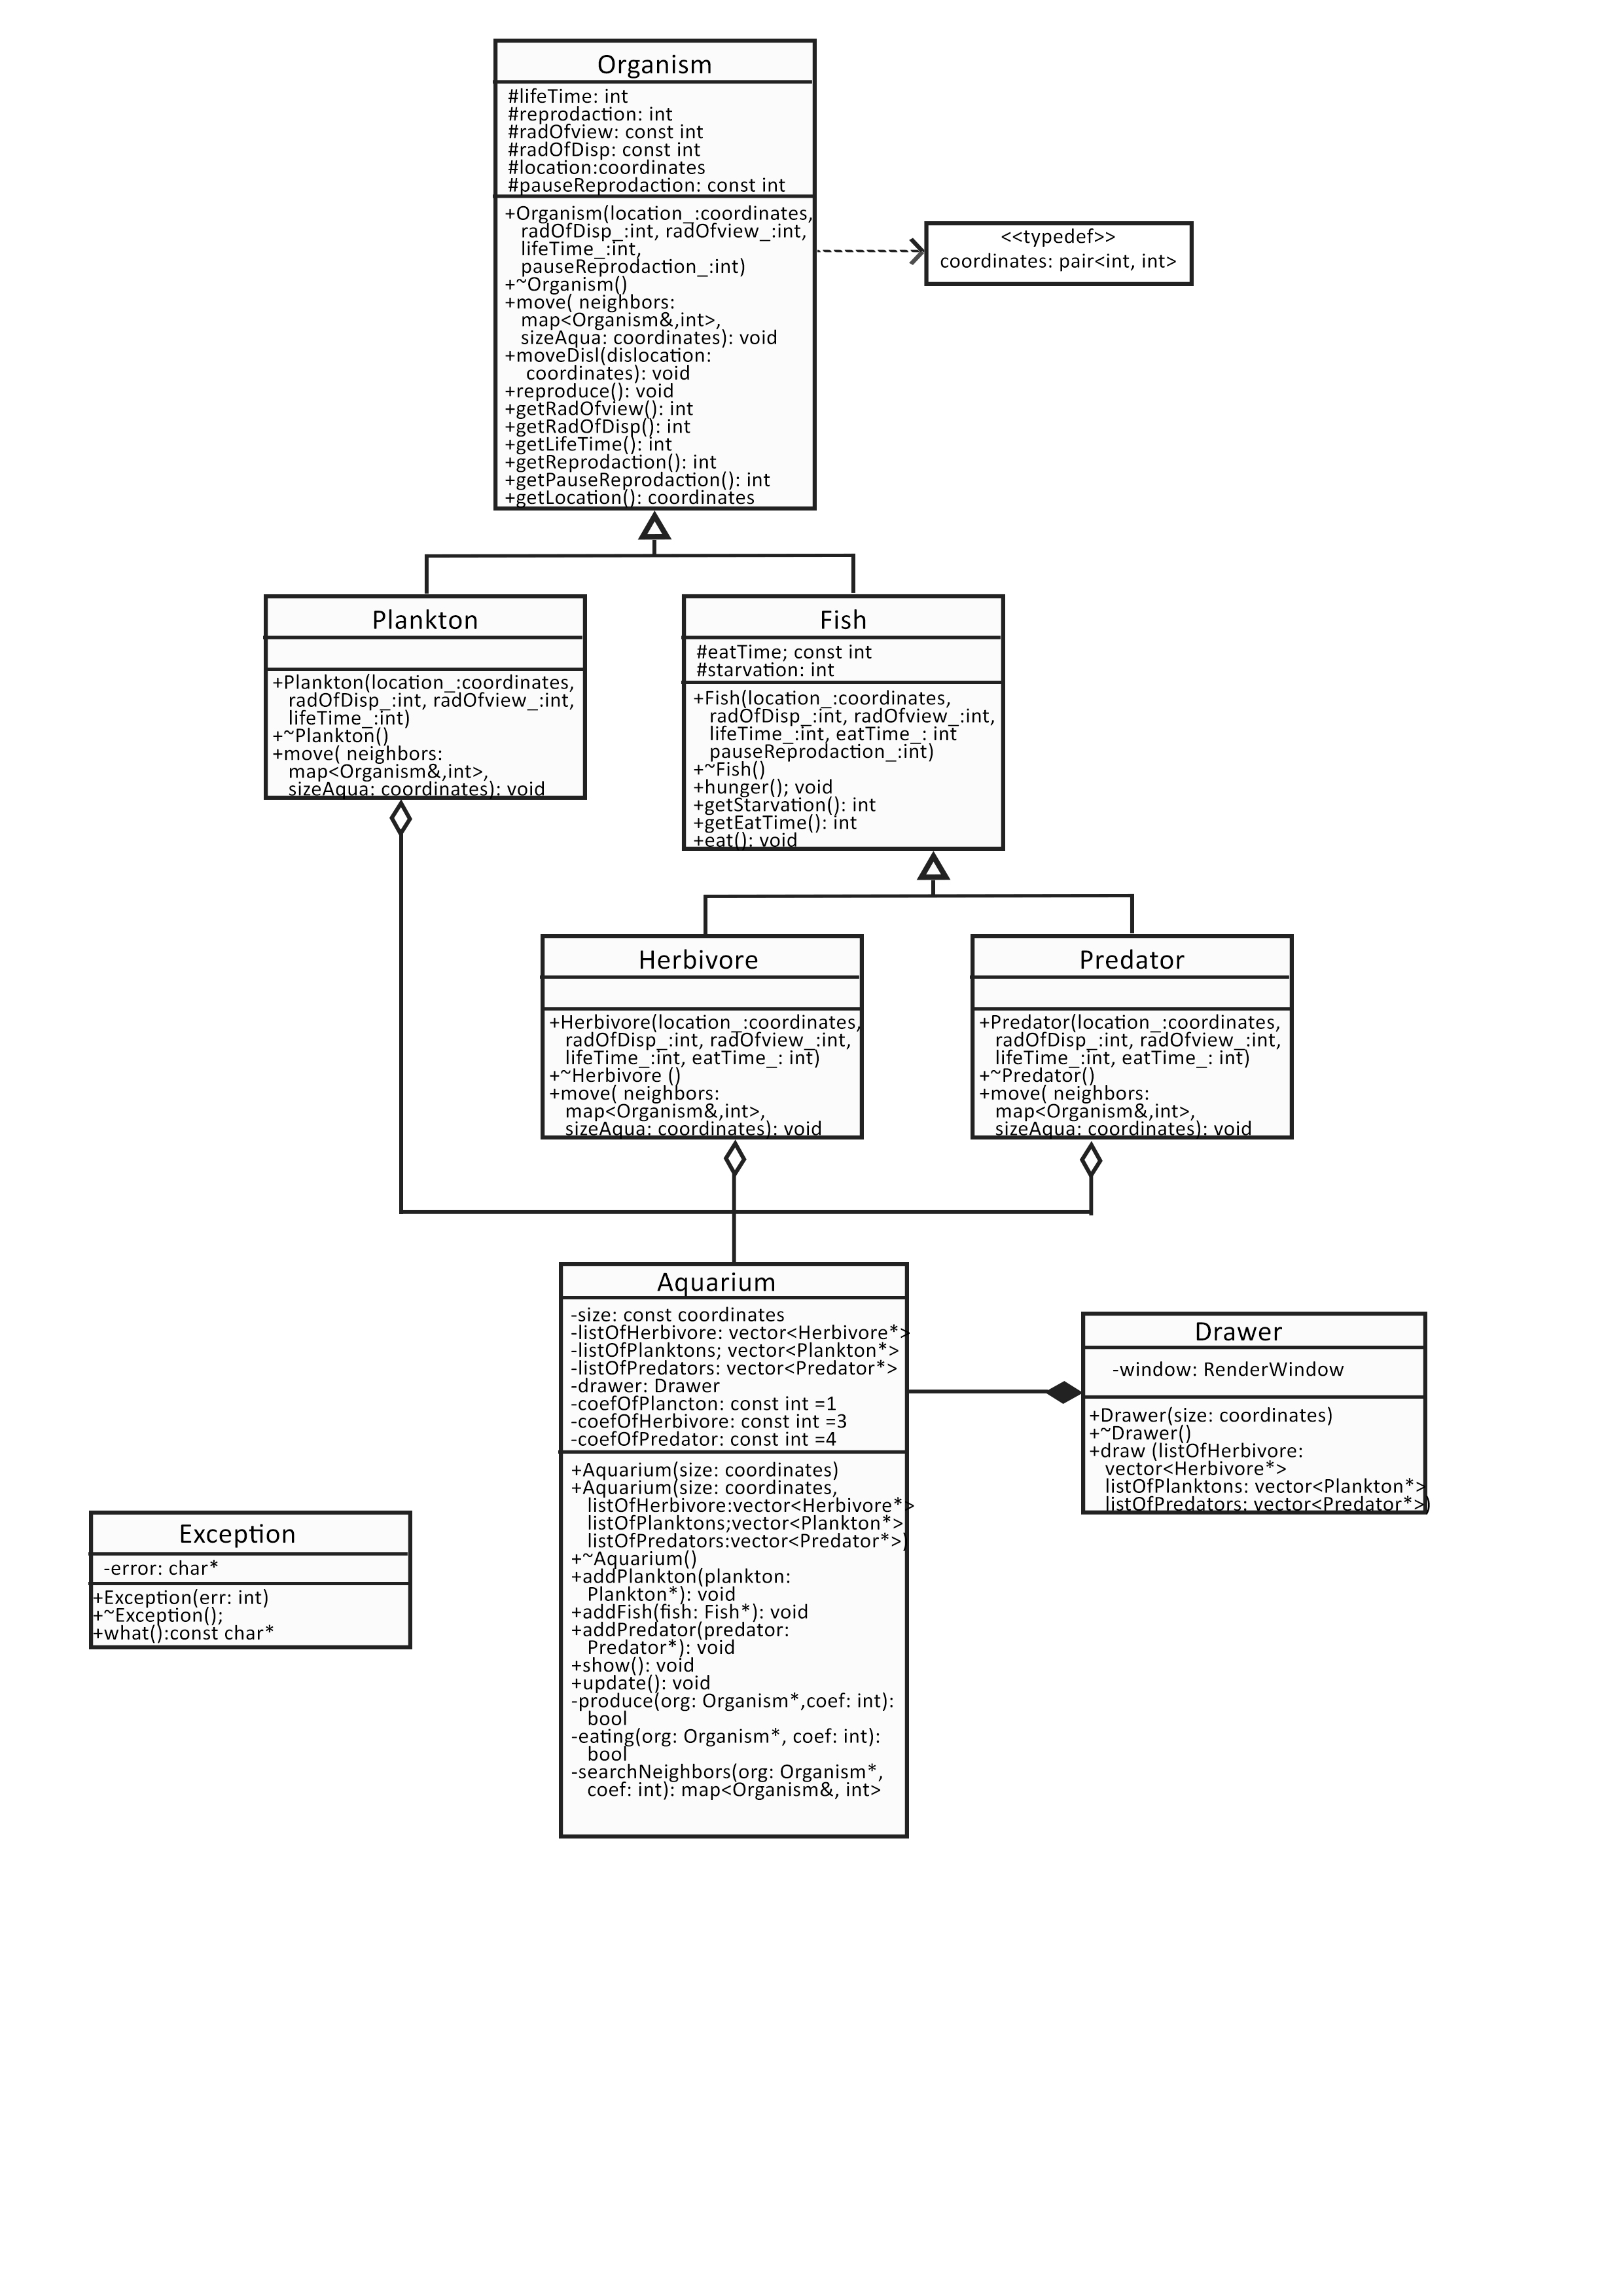 Organism
#lifeTime: int
#reprodaction: int
#radOfview: const int
#radOfDisp: const int
#location:coordinates
#pauseReprodaction: const int
+Organism(location_:coordinates,
radOfDisp_:int, radOfview_:int,
lifeTime_:int,
pauseReprodaction_:int)
+~Organism()
+move( neighbors:
map<Organism&,int>,
sizeAqua: coordinates): void
+moveDisl(dislocation:
coordinates): void
+reproduce(): void
+getRadOfview(): int
+getRadOfDisp(): int
+getLifeTime(): int
+getReprodaction(): int
+getPauseReprodaction(): int
+getLocation(): coordinates
<<typedef>>
coordinates: pair<int, int>
Plankton
+Plankton(location_:coordinates,
radOfDisp_:int, radOfview_:int,
lifeTime_:int)
+~Plankton()
+move( neighbors:
map<Organism&,int>,
sizeAqua: coordinates): void
Fish
#eatTime; const int
#starvation: int
+Fish(location_:coordinates,
radOfDisp_:int, radOfview_:int,
lifeTime_:int, eatTime_: int
pauseReprodaction_:int)
+~Fish()
+hunger(); void
+getStarvation(): int
+getEatTime(): int
+eat(): void
Herbivore
+Herbivore(location_:coordinates,
radOfDisp_:int, radOfview_:int,
lifeTime_:int, eatTime_: int)
+~Herbivore ()
+move( neighbors:
map<Organism&,int>,
sizeAqua: coordinates): void
Predator
+Predator(location_:coordinates,
radOfDisp_:int, radOfview_:int,
lifeTime_:int, eatTime_: int)
+~Predator()
+move( neighbors:
map<Organism&,int>,
sizeAqua: coordinates): void
Aquarium
-size: const coordinates
-listOfHerbivore: vector<Herbivore*>
-listOfPlanktons; vector<Plankton*>
-listOfPredators: vector<Predator*>
-drawer: Drawer
-coefOfPlancton: const int =1
-coefOfHerbivore: const int =3
-coefOfPredator: const int =4
+Aquarium(size: coordinates)
+Aquarium(size: coordinates,
listOfHerbivore:vector<Herbivore*>
listOfPlanktons;vector<Plankton*>
listOfPredators:vector<Predator*>)
+~Aquarium()
+addPlankton(plankton:
Plankton*): void
+addFish(fish: Fish*): void
+addPredator(predator:
Predator*): void
+show(): void
+update(): void
-produce(org: Organism*,coef: int):
bool
-eating(org: Organism*, coef: int):
bool
-searchNeighbors(org: Organism*,
coef: int): map<Organism&, int>
Drawer
-window: RenderWindow
+Drawer(size: coordinates)
+~Drawer()
+draw (listOfHerbivore:
vector<Herbivore*>
listOfPlanktons: vector<Plankton*>
listOfPredators: vector<Predator*>)
Exception
-error: char*
+Exception(err: int)
+~Exception();
+what():const char*